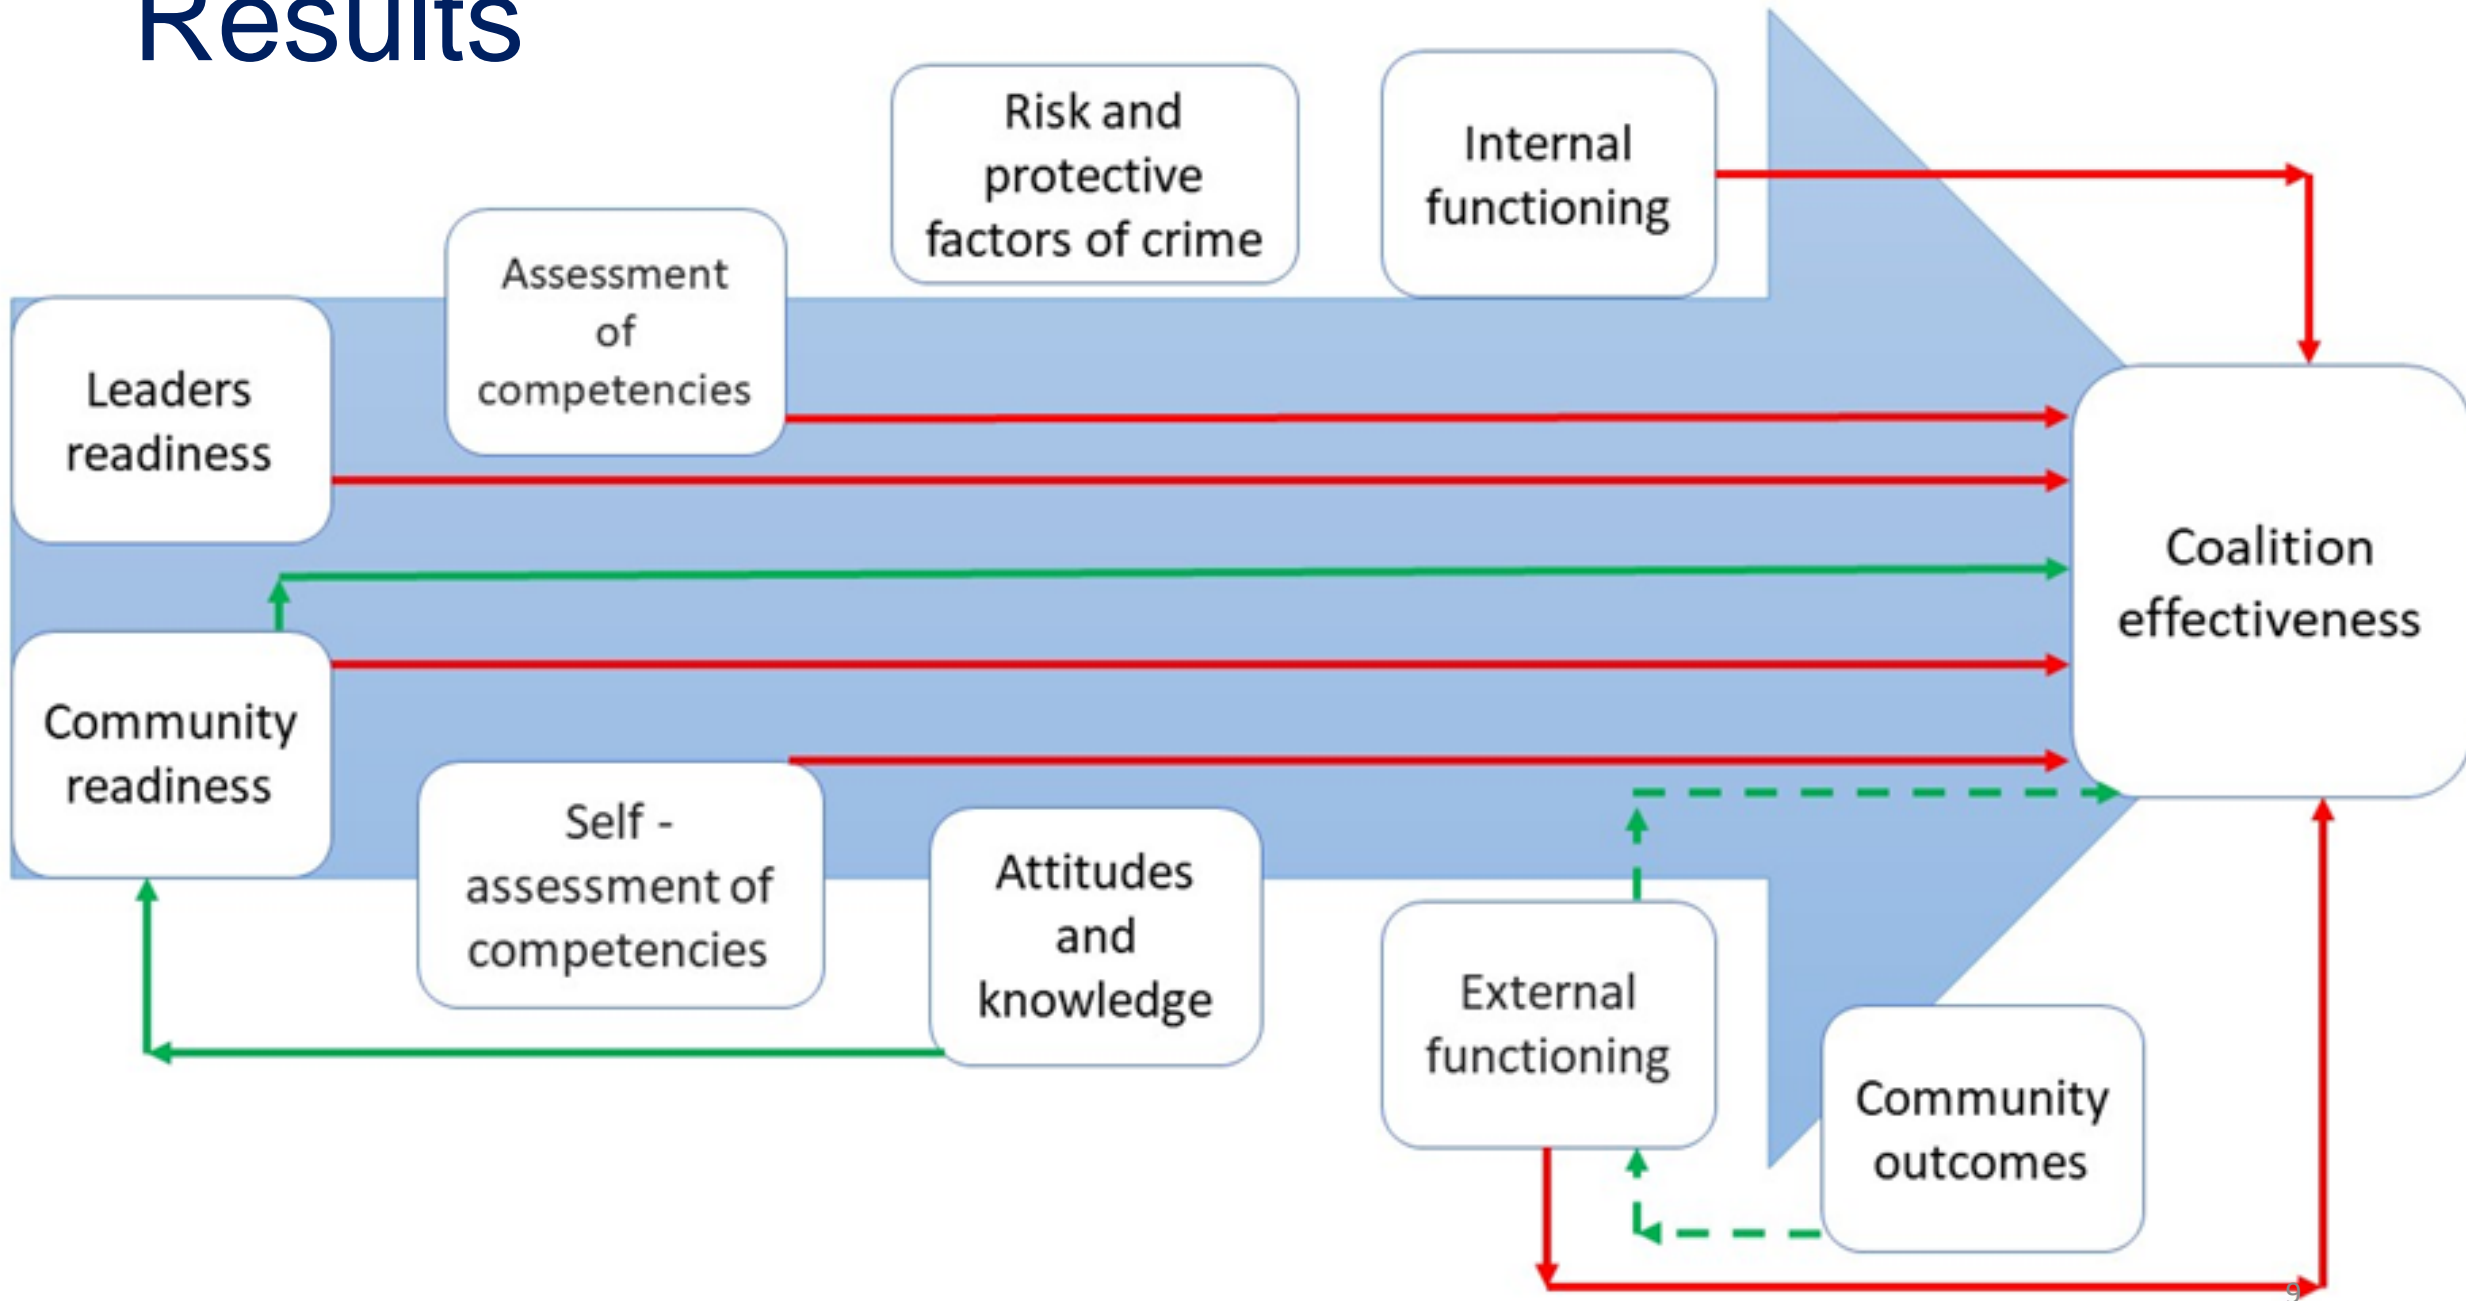 Results
Risk and
protective
factors of crime
Internal
functioning
Assessment
of
competencies
Leaders
readiness
Coalition
effectiveness
Community
readiness
Self -
assessment of
competencies
Attitudes
and
knowledge
External
functioning
Community
outcomes
9